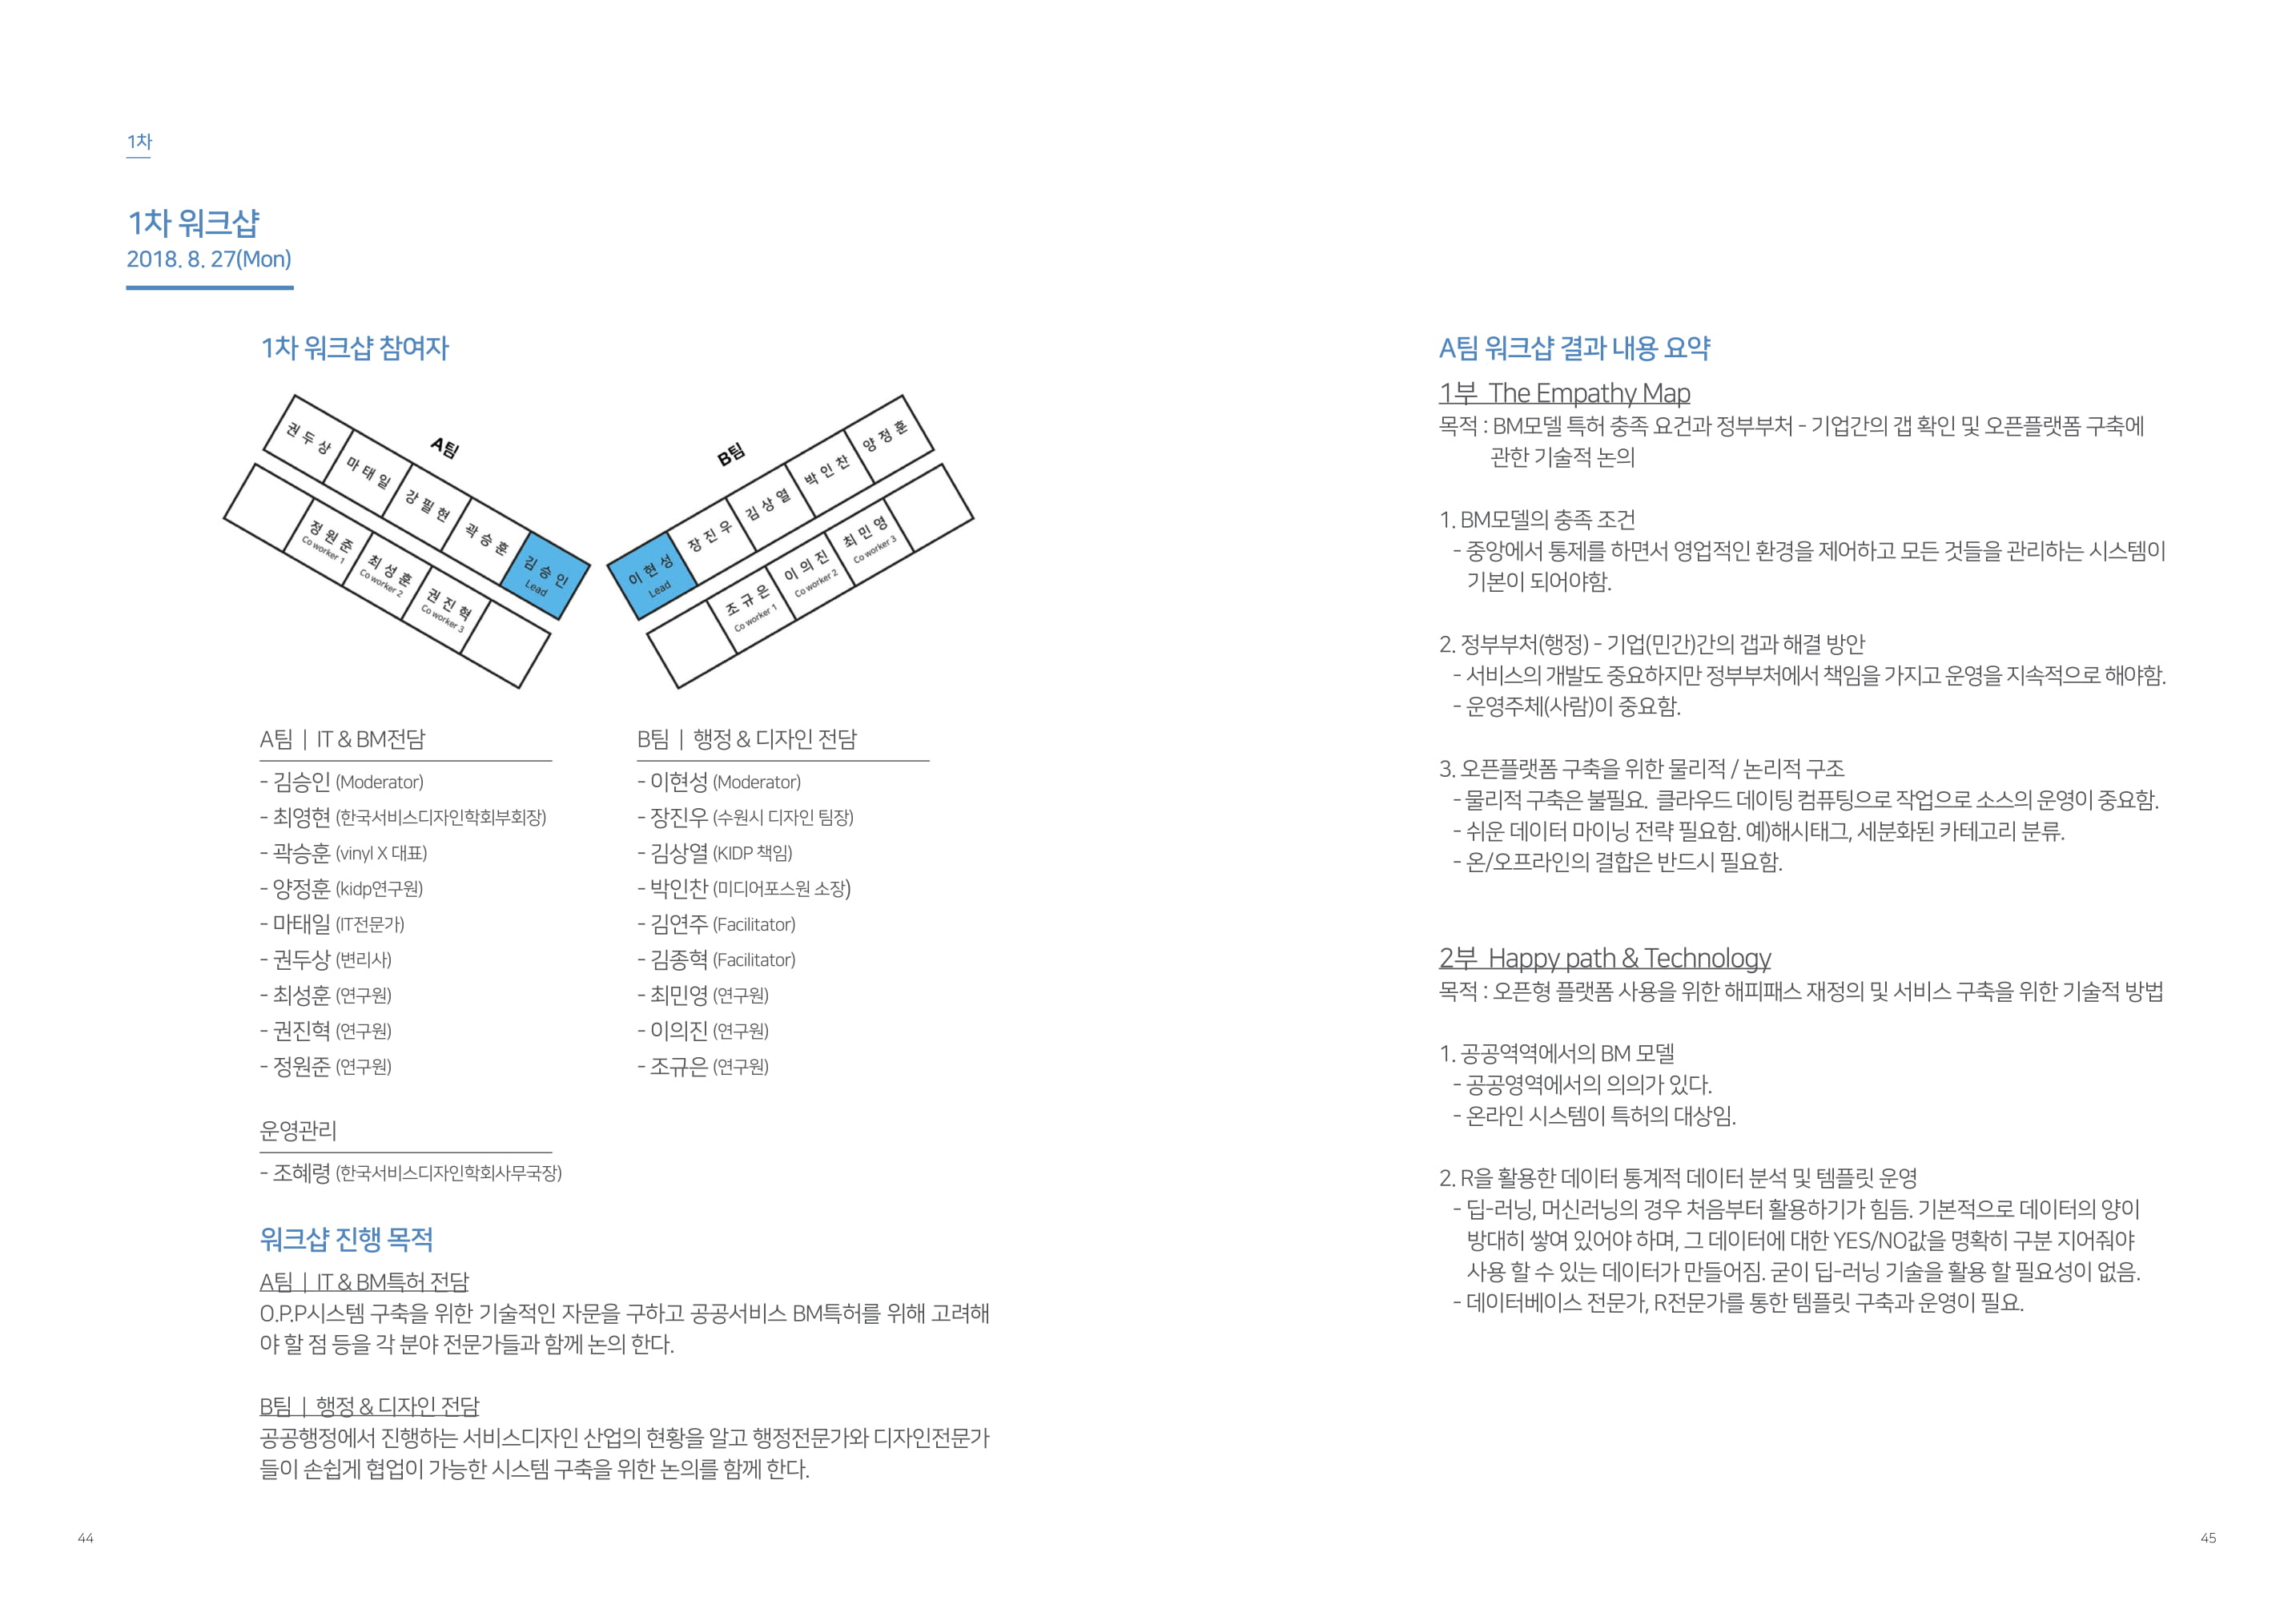 1차
1차 워크샵
2018. 8. 27(Mon)
1차 워크샵 참여자
A팀
권두상
마태일
강필현
곽승훈
김승인
Lead
정원준
Co worker 1
최성훈
Co worker 2
권진혁
Co worker 3
B팀
이현성
Lead
장진우
김상열
박인찬
양정훈
조규은
Co worker 1
이의진
Co worker 2
최민영
Co worker 3
A팀 | IT & BM전담
- 김승인 (Moderator)
- 최영현 (한국서비스디자인학회부회장)
- 곽승훈 (vinyl X 대표)
- 양정훈 (kidp연구원)
- 마태일 (IT전문가)
- 권두상 (변리사)
- 최성훈 (연구원)
- 권진혁 (연구원)
- 정원준 (연구원)
B팀 | 행정 & 디자인 전담
- 이현성 (Moderator)
- 장진우 (수원시 디자인 팀장)
- 김상열 (KIDP 책임)
- 박인찬 (미디어포스원 소장)
- 김연주 (Facilitator)
- 김종혁 (Facilitator)
- 최민영 (연구원)
- 이의진 (연구원)
- 조규은 (연구원)
운영관리
- 조혜령 (한국서비스디자인학회사무국장)
워크샵 진행 목적
A팀 | IT & BM특허 전담
O.P.P시스템 구축을 위한 기술적인 자문을 구하고 공공서비스 BM특허를 위해 고려해
야 할 점 등을 각 분야 전문가들과 함께 논의 한다.
B팀 | 행정 & 디자인 전담
공공행정에서 진행하는 서비스디자인 산업의 현황을 알고 행정전문가와 디자인전문가
들이 손쉽게 협업이 가능한 시스템 구축을 위한 논의를 함께 한다.
44
A팀 워크샵 결과 내용 요약
1부 The Empathy Map
목적 : BM모델 특허 충족 요건과 정부부처 - 기업간의 갭 확인 및 오픈플랫폼 구축에
관한 기술적 논의
1. BM모델의 충족 조건
- 중앙에서 통제를 하면서 영업적인 환경을 제어하고 모든 것들을 관리하는 시스템이
기본이 되어야함.
2. 정부부처(행정) - 기업(민간)간의 갭과 해결 방안
- 서비스의 개발도 중요하지만 정부부처에서 책임을 가지고 운영을 지속적으로 해야함.
- 운영주체(사람)이 중요함.
3. 오픈플랫폼 구축을 위한 물리적 / 논리적 구조
- 물리적 구축은 불필요. 클라우드 데이팅 컴퓨팅으로 작업으로 소스의 운영이 중요함.
- 쉬운 데이터 마이닝 전략 필요함. 예)해시태그, 세분화된 카테고리 분류.
- 온/오프라인의 결합은 반드시 필요함.
2부 Happy path & Technology
목적 : 오픈형 플랫폼 사용을 위한 해피패스 재정의 및 서비스 구축을 위한 기술적 방법
1. 공공역역에서의 BM 모델
- 공공영역에서의 의의가 있다.
- 온라인 시스템이 특허의 대상임.
2. R을 활용한 데이터 통계적 데이터 분석 및 템플릿 운영
- 딥-러닝, 머신러닝의 경우 처음부터 활용하기가 힘듬. 기본적으로 데이터의 양이
방대히 쌓여 있어야 하며, 그 데이터에 대한 YES/NO값을 명확히 구분 지어줘야
사용 할 수 있는 데이터가 만들어짐. 굳이 딥-러닝 기술을 활용 할 필요성이 없음.
- 데이터베이스 전문가, R전문가를 통한 템플릿 구축과 운영이 필요.
45